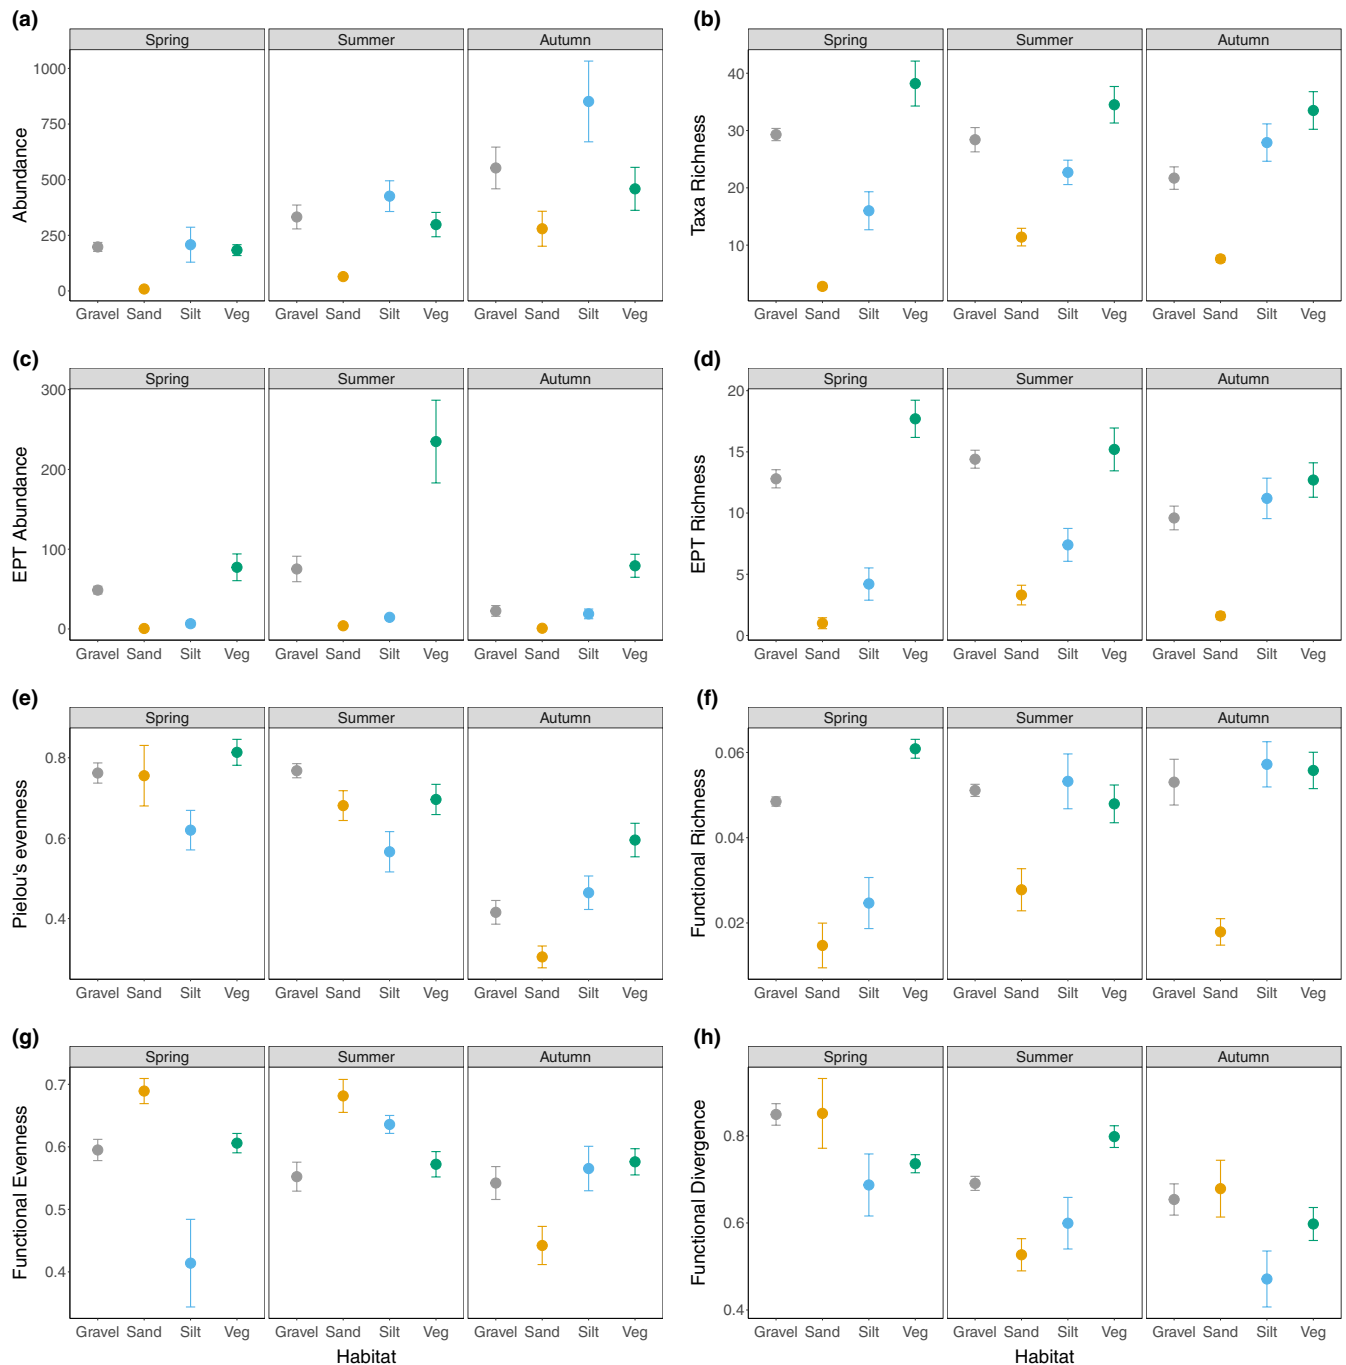 (a)
Spring Summer Autumn
Abundance
1000
750
500
250
0
Gravel Sand Silt Veg Gravel Sand Silt Veg Gravel Sand Silt Veg
(b)
Spring Summer Autumn
Taxa Richness
40
30
20
10
Gravel Sand Silt Veg Gravel Sand Silt Veg Gravel Sand Silt Veg
(c)
Spring Summer Autumn
EPT Abundance
300
200
100
0
Gravel Sand Silt Veg Gravel Sand Silt Veg Gravel Sand Silt Veg
(d)
Spring Summer Autumn
EPT Richness
20
15
10
5
0
Gravel Sand Silt Veg Gravel Sand Silt Veg Gravel Sand Silt Veg
(e)
Spring Summer Autumn
Pielou's evenness
0.8
0.6
0.4
Gravel Sand Silt Veg Gravel Sand Silt Veg Gravel Sand Silt Veg
(f)
Spring Summer Autumn
Functional Richness
0.06
0.04
0.02
Gravel Sand Silt Veg Gravel Sand Silt Veg Gravel Sand Silt Veg
(g)
Spring Summer Autumn
Functional Evenness
0.7
0.6
0.5
0.4
Gravel Sand Silt Veg Gravel Sand Silt Veg Gravel Sand Silt Veg
Habitat
(h)
Spring Summer Autumn
Functional Divergence
0.8
0.6
0.4
Gravel Sand Silt Veg Gravel Sand Silt Veg Gravel Sand Silt Veg
Habitat